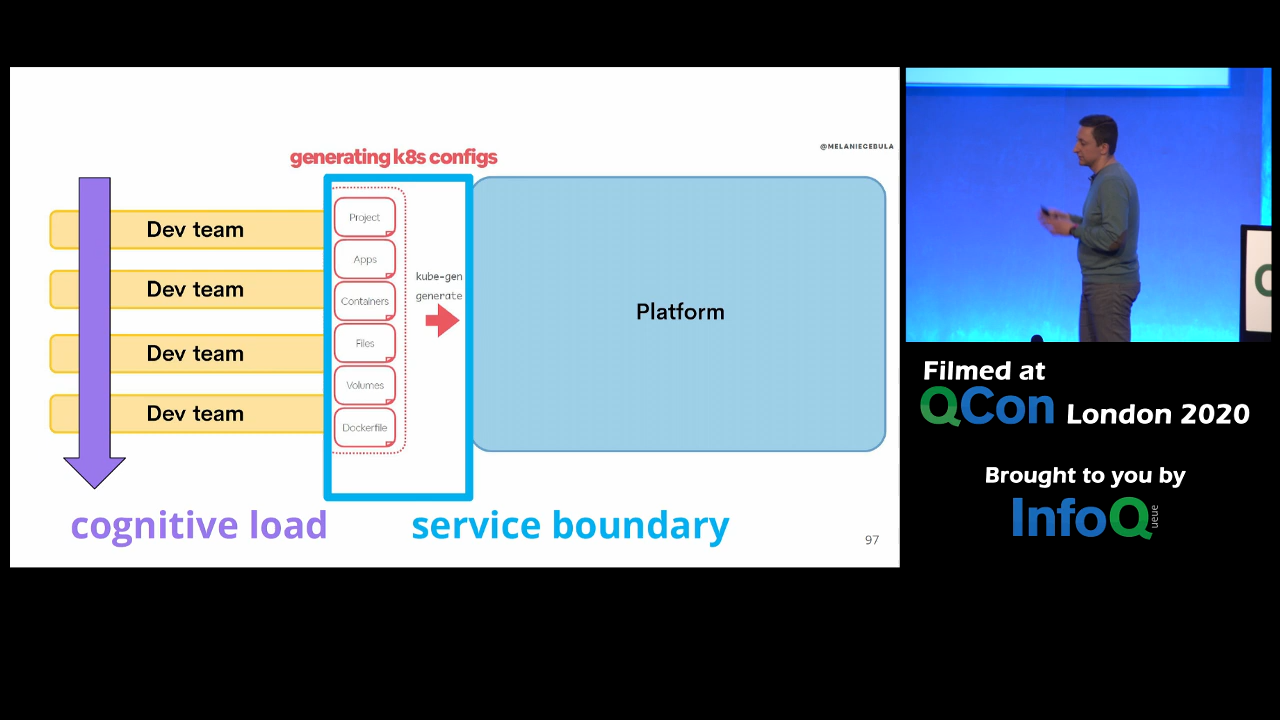 generating k8s configs
@MELANIECEBULA
Dev team
Dev team
Dev team
Dev team
Project
Apps
Containers
Files
Volumes
Dockerfile
kube-gen
generate
Platform
cognitive load
service boundary
97
Filmed at
QCon London 2020
Brought to you by
InfoQ
queue